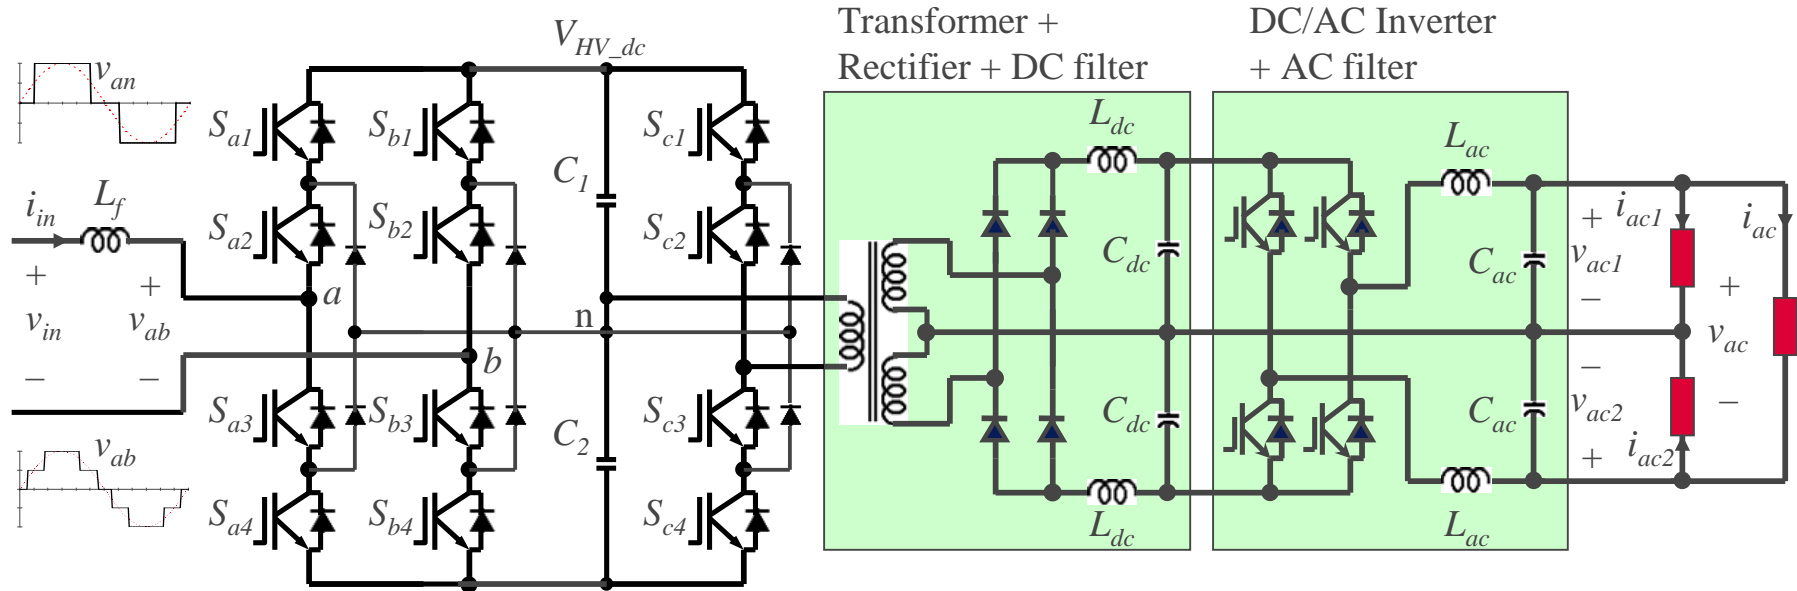 Transformer +
Rectifier + DC filter
DC/AC Inverter
+ AC filter
V_HV_dc
v_an
S_a1
S_b1
S_c1
L_dc
L_ac
C_1
i_in
L_f
S_a2
S_b2
S_c2
C_dc
C_ac
+
v_ac1
−
i_ac1
i_ac
a
n
b
+
v_in
−
+
v_ab
−
+
v_ac
−
S_a3
S_b3
S_c3
C_2
C_dc
C_ac
−
v_ac2
+
i_ac2
v_ab
S_a4
S_b4
S_c4
L_dc
L_ac